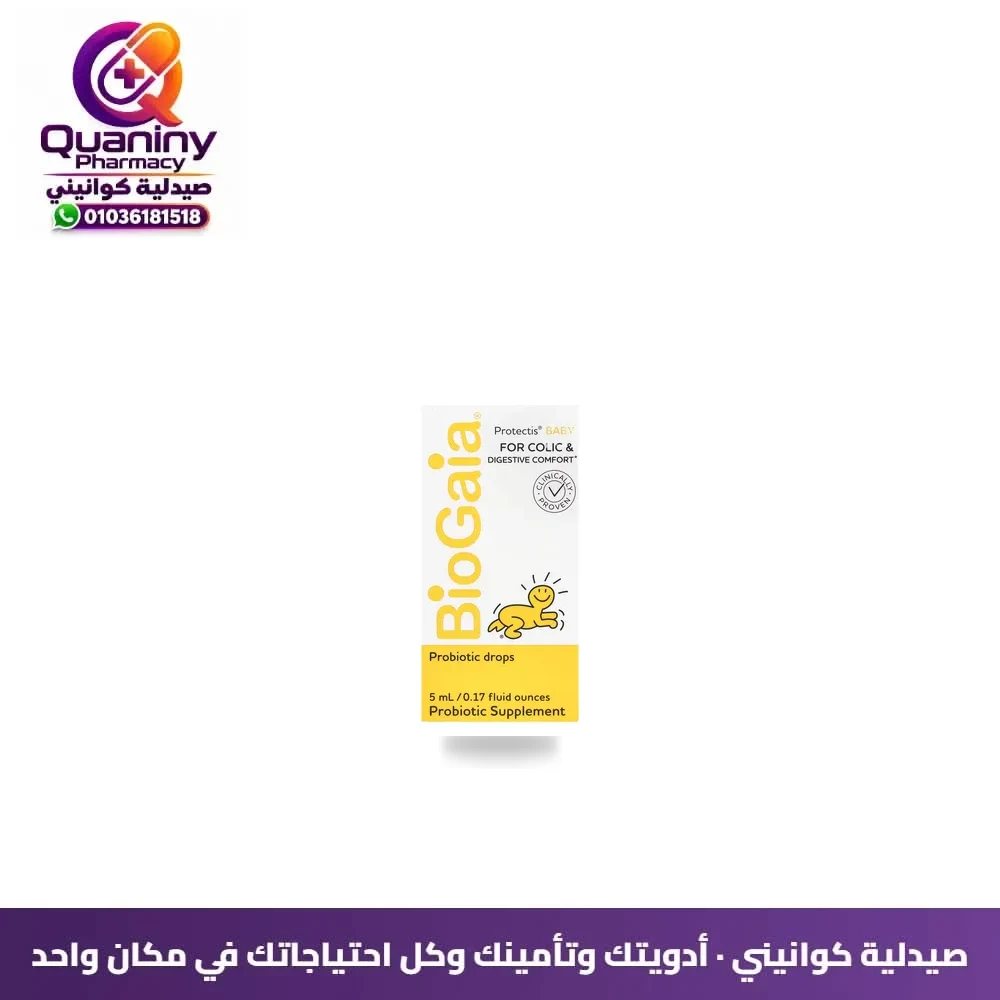 Quaniny
Pharmacy
صيدلية كوانيني
01036181518
BioGaia®
Protectis® BABY
FOR COLIC &
DIGESTIVE COMFORT*
CLINICALLY PROVEN
Probiotic drops
5 mL / 0.17 fluid ounces
Probiotic Supplement
صيدلية كوانيني · أدويتك وتأمينك وكل احتياجاتك في مكان واحد